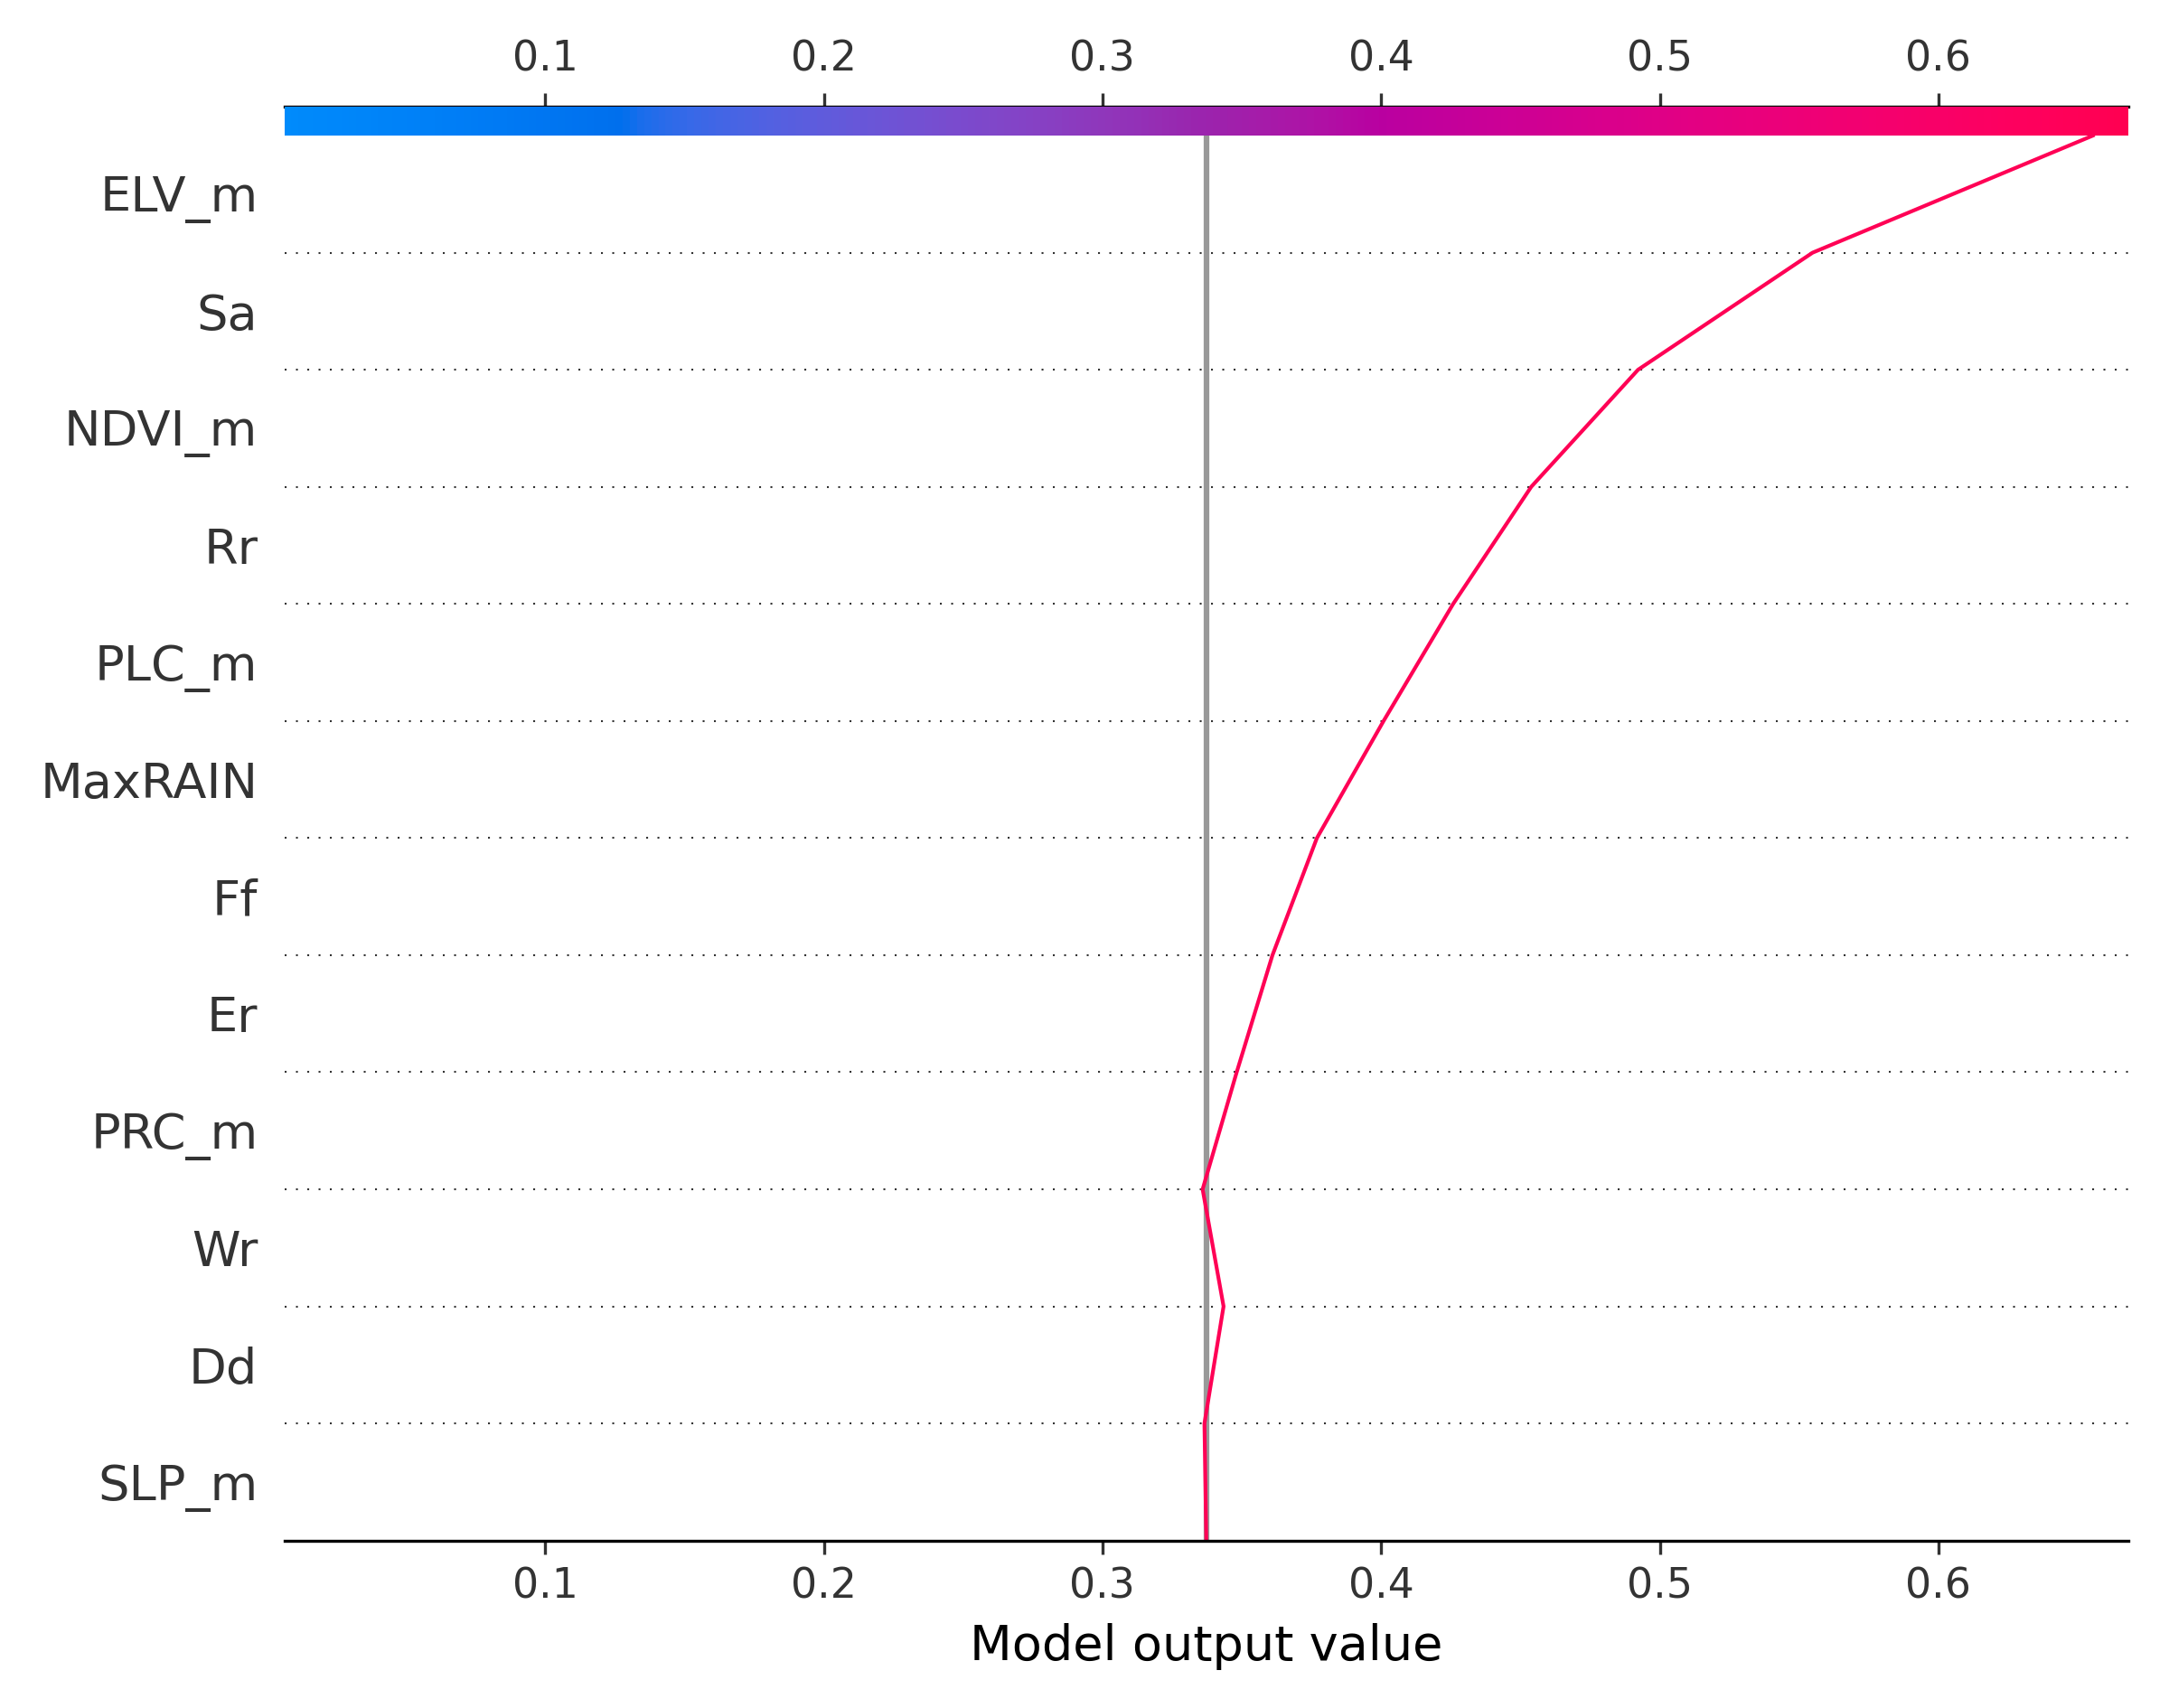 0.1 0.2 0.3 0.4 0.5 0.6
ELV_m
Sa
NDVI_m
Rr
PLC_m
MaxRAIN
Ff
Er
PRC_m
Wr
Dd
SLP_m
0.1 0.2 0.3 0.4 0.5 0.6
Model output value